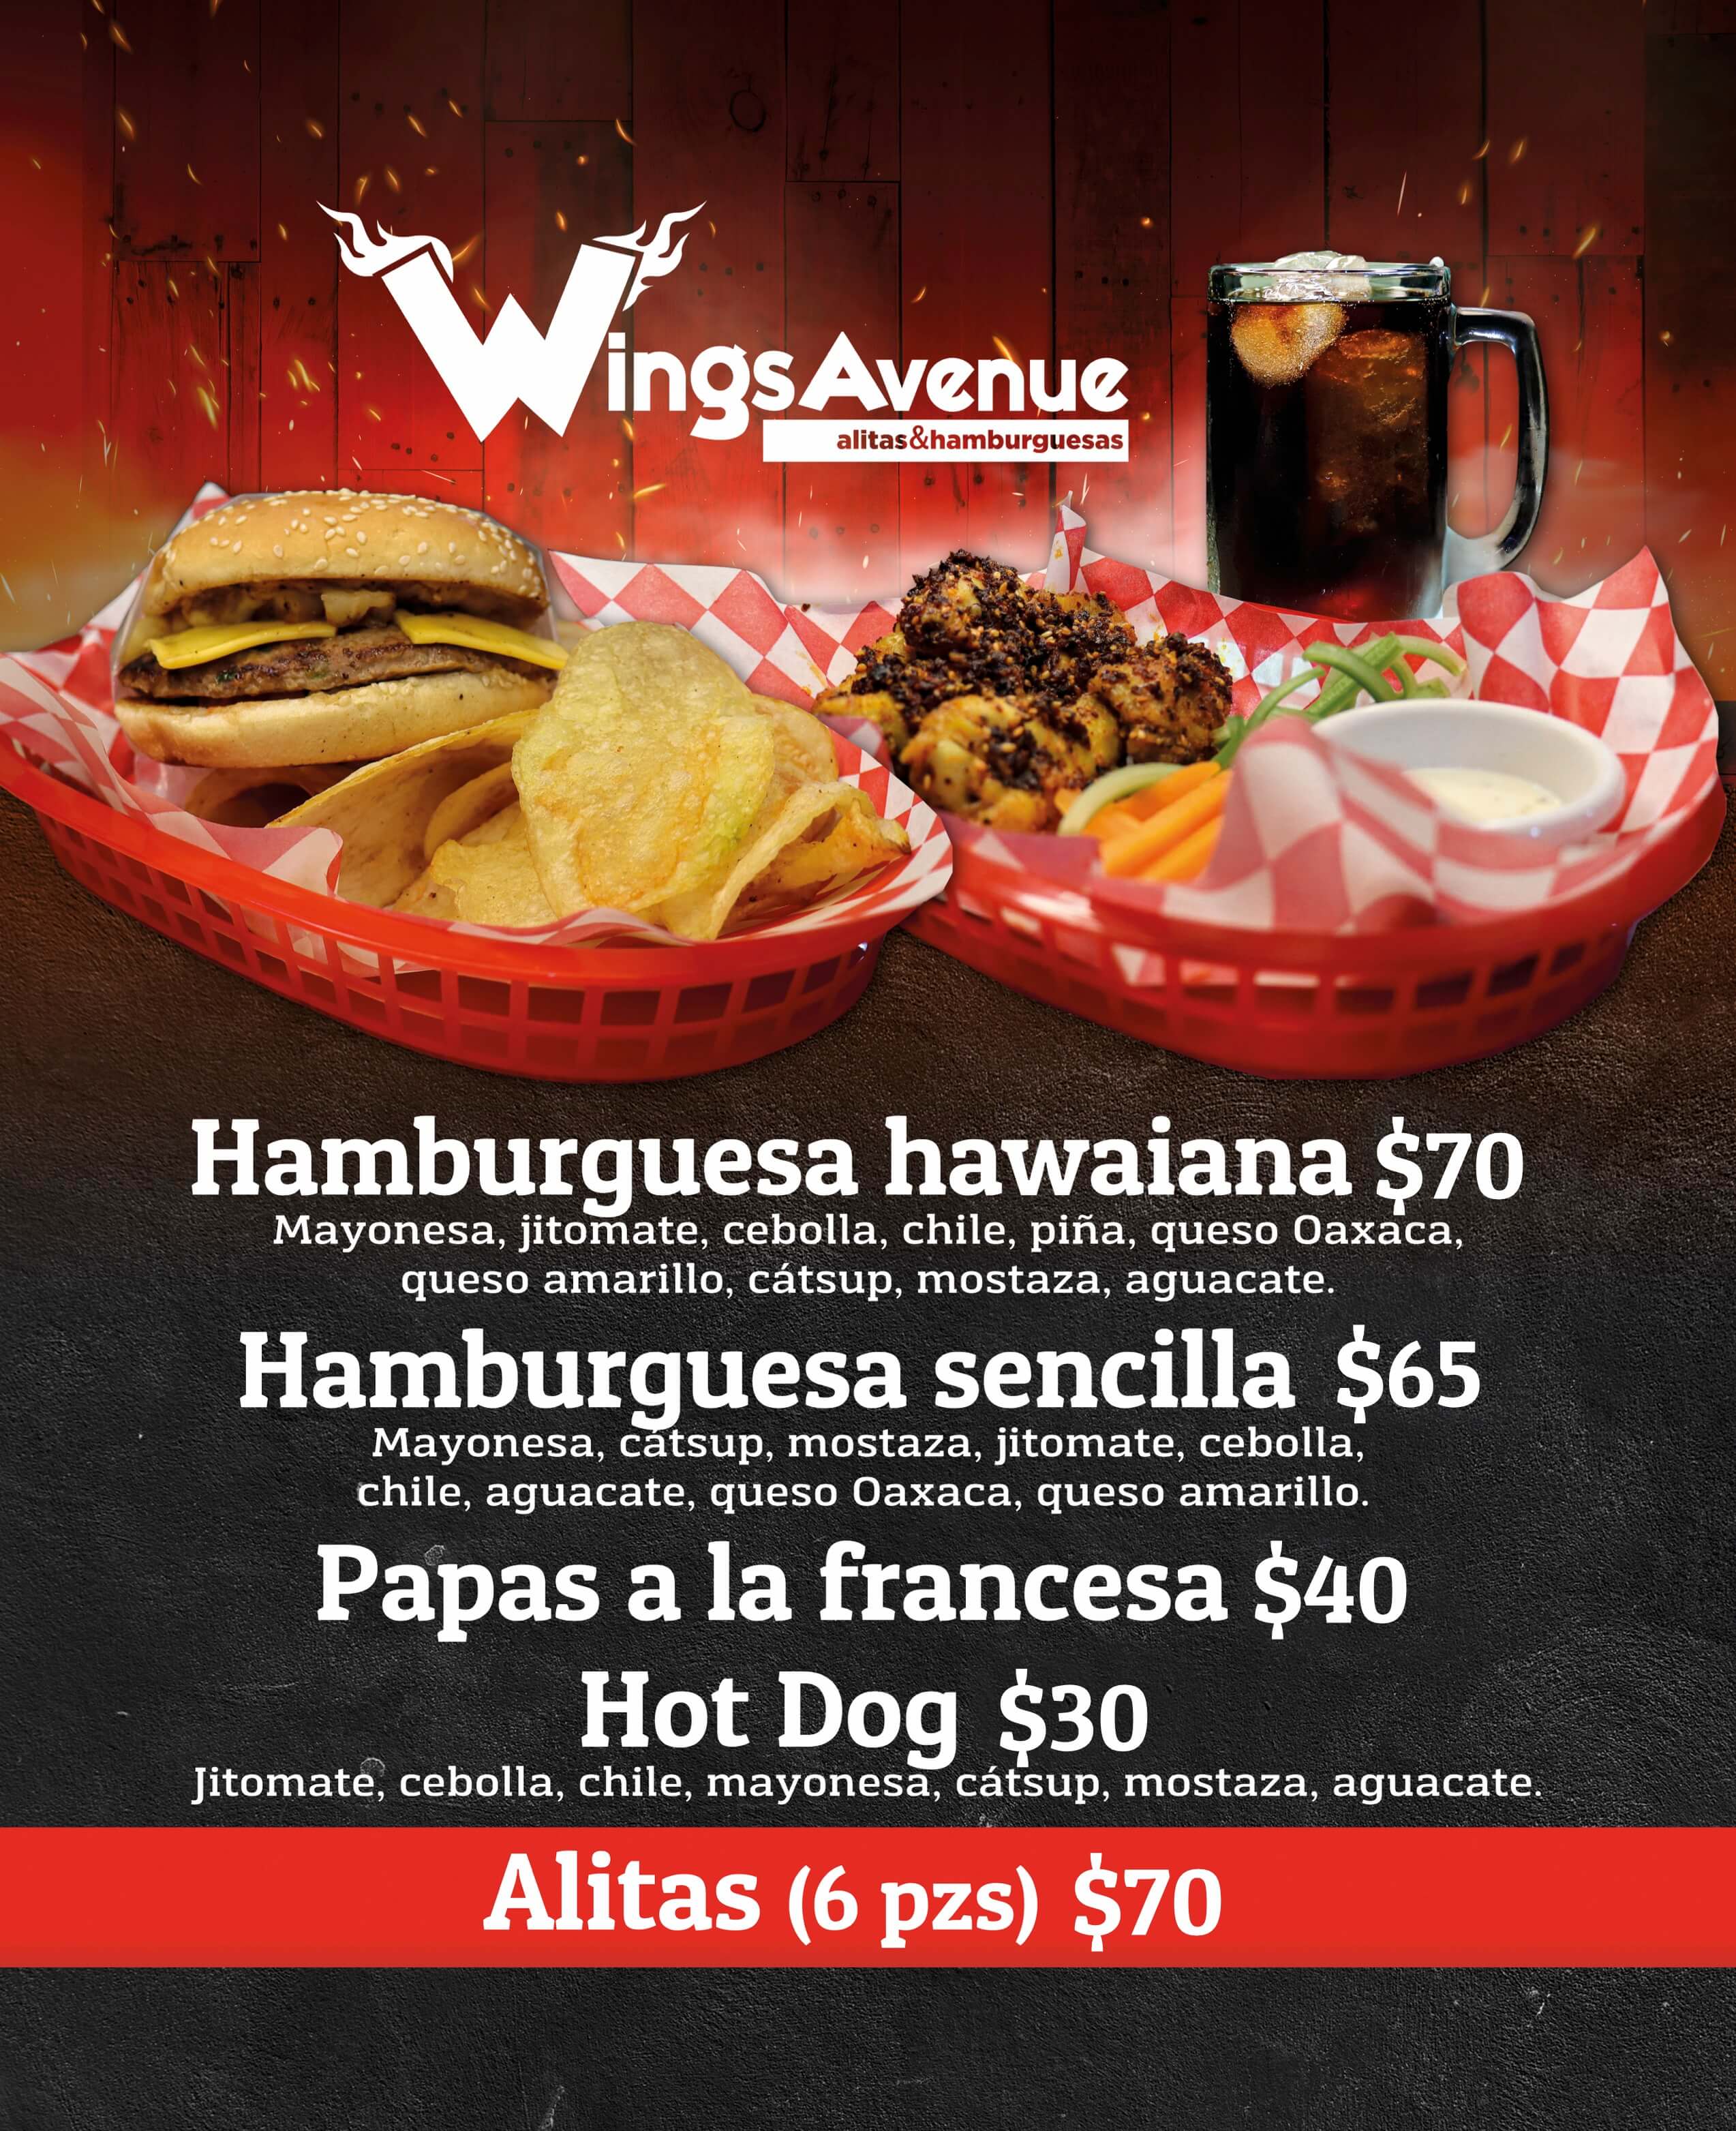 WingsAvenue
alitas&hamburguesas
Hamburguesa hawaiana $70
Mayonesa, jitomate, cebolla, chile, piña, queso Oaxaca,
queso amarillo, cátsup, mostaza, aguacate.
Hamburguesa sencilla $65
Mayonesa, cátsup, mostaza, jitomate, cebolla,
chile, aguacate, queso Oaxaca, queso amarillo.
Papas a la francesa $40
Hot Dog $30
Jitomate, cebolla, chile, mayonesa, cátsup, mostaza, aguacate.
Alitas (6 pzs) $70